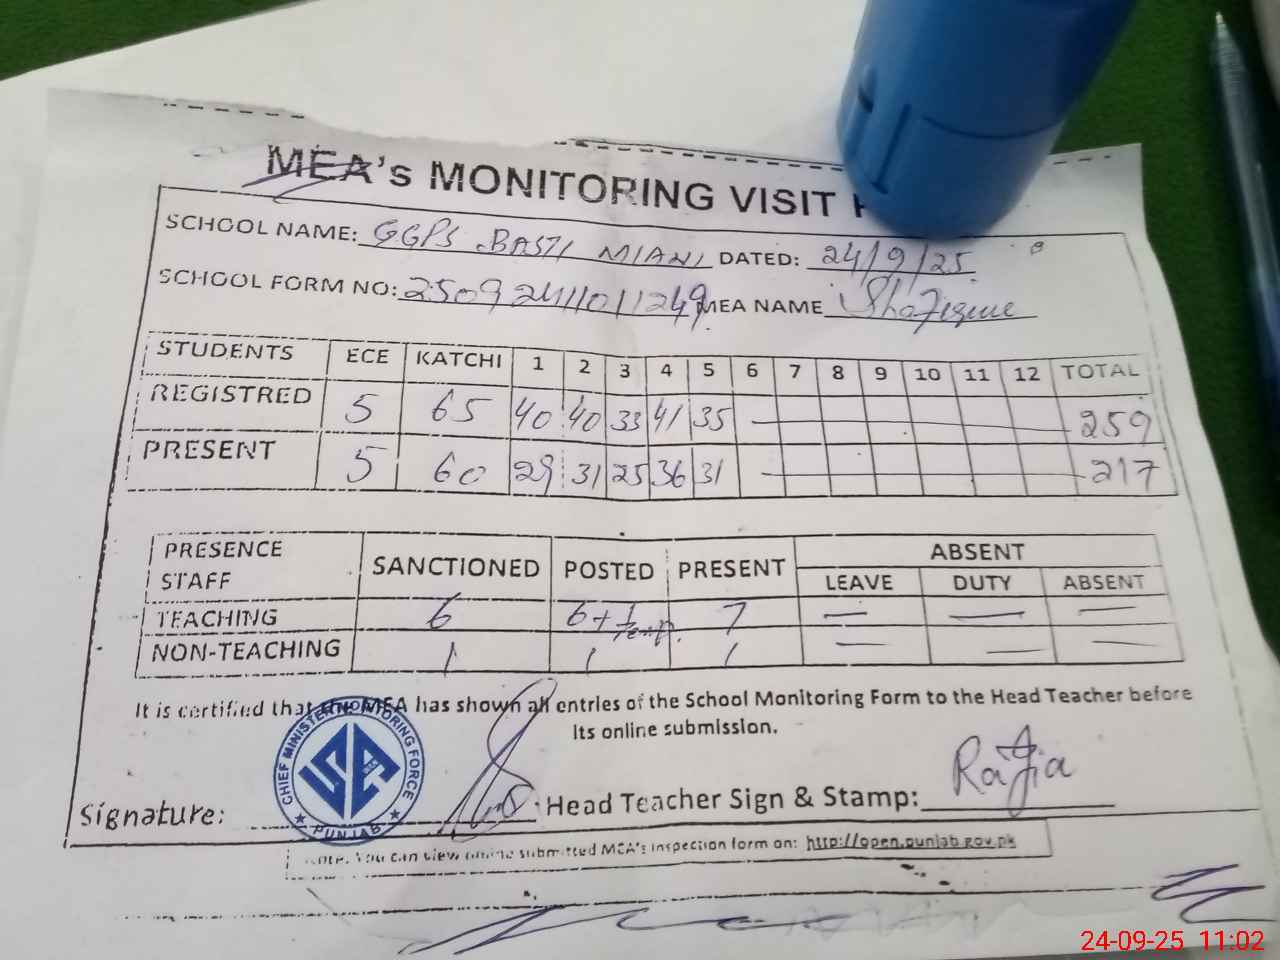 MEA's MONITORING VISIT
SCHOOL NAME: GGPS BASTI MIANI DATED: 24/9/25
SCHOOL FORM NO: 25092411011249 MEA NAME Shafique
STUDENTS ECE KATCHI 1 2 3 4 5 6 7 8 9 10 11 12 TOTAL
REGISTRED 5 65 40 40 33 41 35 259
PRESENT 5 60 29 31 25 36 31 217
PRESENCE STAFF SANCTIONED POSTED PRESENT ABSENT
LEAVE DUTY ABSENT
TEACHING 6 6+1 temp. 7 — — —
NON-TEACHING 1 1 1 — — —
It is certified that the MEA has shown all entries of the School Monitoring Form to the Head Teacher before
its online submission.
CHIEF MINISTER MONITORING FORCE
PUNJAB
Signature: Head Teacher Sign & Stamp: Razia
Note: You can view online submitted MEA's inspection form on: http://open.punjab.gov.pk
24-09-25 11:02